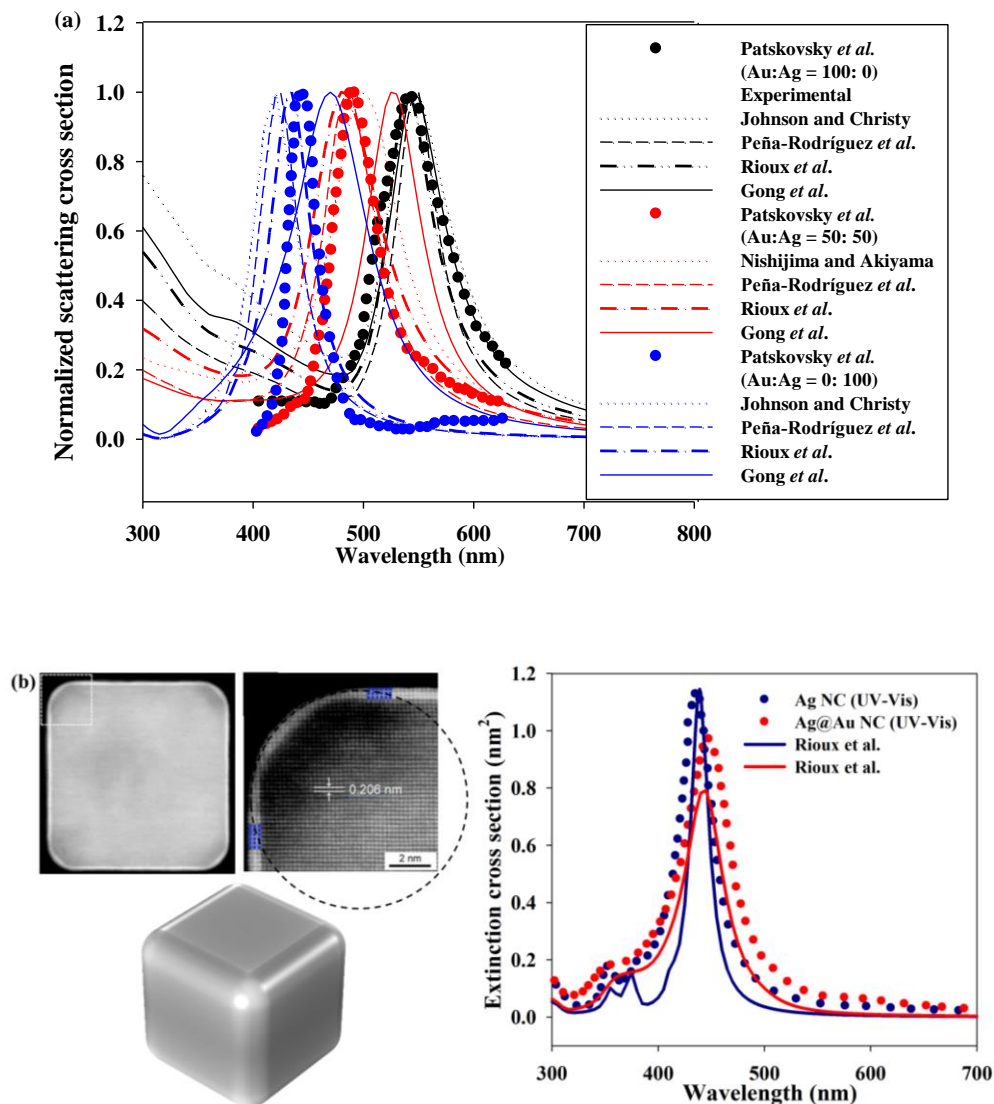 (a)
Normalized scattering cross section
1.2
1.0
0.8
0.6
0.4
0.2
0.0
300 400 500 600 700 800
Wavelength (nm)
Patskovsky et al.
(Au:Ag = 100: 0)
Experimental
Johnson and Christy
Peña-Rodríguez et al.
Rioux et al.
Gong et al.
Patskovsky et al.
(Au:Ag = 50: 50)
Nishijima and Akiyama
Peña-Rodríguez et al.
Rioux et al.
Gong et al.
Patskovsky et al.
(Au:Ag = 0: 100)
Johnson and Christy
Peña-Rodríguez et al.
Rioux et al.
Gong et al.
(b)
0.206 nm
2 nm
Extinction cross section (nm²)
1.2
1.0
0.8
0.6
0.4
0.2
0.0
300 400 500 600 700
Wavelength (nm)
Ag NC (UV-Vis)
Ag@Au NC (UV-Vis)
Rioux et al.
Rioux et al.